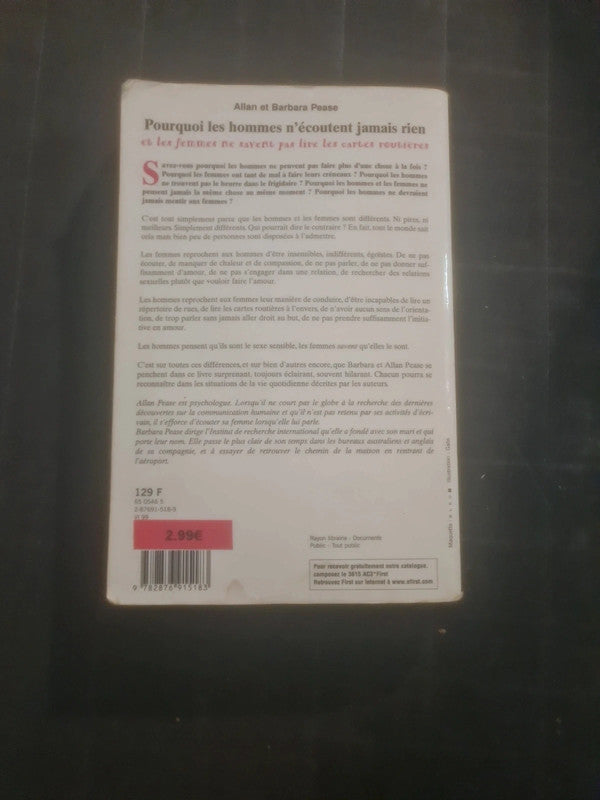 Allan et Barbara Pease
Pourquoi les hommes n'écoutent jamais rien
et les femmes ne savent pas lire les cartes routières
Savez-vous pourquoi les hommes ne peuvent pas faire plus d'une chose à la fois ?
Pourquoi les femmes ont tant de mal à faire leurs créneaux ? Pourquoi les hommes
ne trouvent pas le beurre dans le frigidaire ? Pourquoi les hommes et les femmes ne
pensent jamais la même chose au même moment ? Pourquoi les hommes ne devraient
jamais mentir aux femmes ?
C'est tout simplement parce que les hommes et les femmes sont différents. Ni pires, ni
meilleurs. Simplement différents. Qui pourrait dire le contraire ? En fait, tout le monde sait
cela mais bien peu de personnes sont disposées à l'admettre.
Les femmes reprochent aux hommes d'être insensibles, indifférents, égoïstes. De ne pas
écouter, de manquer de chaleur et de compassion, de ne pas parler, de ne pas donner suf-
fisamment d'amour, de ne pas s'engager dans une relation, de rechercher des relations
sexuelles plutôt que vouloir faire l'amour.
Les hommes reprochent aux femmes leur manière de conduire, d'être incapables de lire un
répertoire de rues, de lire les cartes routières à l'envers, de n'avoir aucun sens de l'orienta-
tion, de trop parler sans jamais aller droit au but, de ne pas prendre suffisamment l'initia-
tive en amour.
Les hommes pensent qu'ils sont le sexe sensible, les femmes savent qu'elles le sont.
C'est sur toutes ces différences, et sur bien d'autres encore, que Barbara et Allan Pease se
penchent dans ce livre surprenant, toujours éclairant, souvent hilarant. Chacun pourra se
reconnaître dans les situations de la vie quotidienne décrites par les auteurs.
Allan Pease est psychologue. Lorsqu'il ne court pas le globe à la recherche des dernières
découvertes sur la communication humaine et qu'il n'est pas retenu par ses activités d'écri-
vain, il s'efforce d'écouter sa femme lorsqu'elle lui parle.
Barbara Pease dirige l'Institut de recherche international qu'elle a fondé avec son mari et qui
porte leur nom. Elle passe le plus clair de son temps dans les bureaux australiens et anglais
de sa compagnie, et à essayer de retrouver le chemin de la maison en rentrant de
l'aéroport.
129 F
65 0546 5
2-87691-518-9
VI 99
2.99€
9 782876 915183
Rayon librairie : Documents
Public : Tout public
Pour recevoir gratuitement notre catalogue,
composez le 3615 AC3*First
Retrouvez First sur Internet à www.efirst.com
Maquette :
Illustration : Gabs